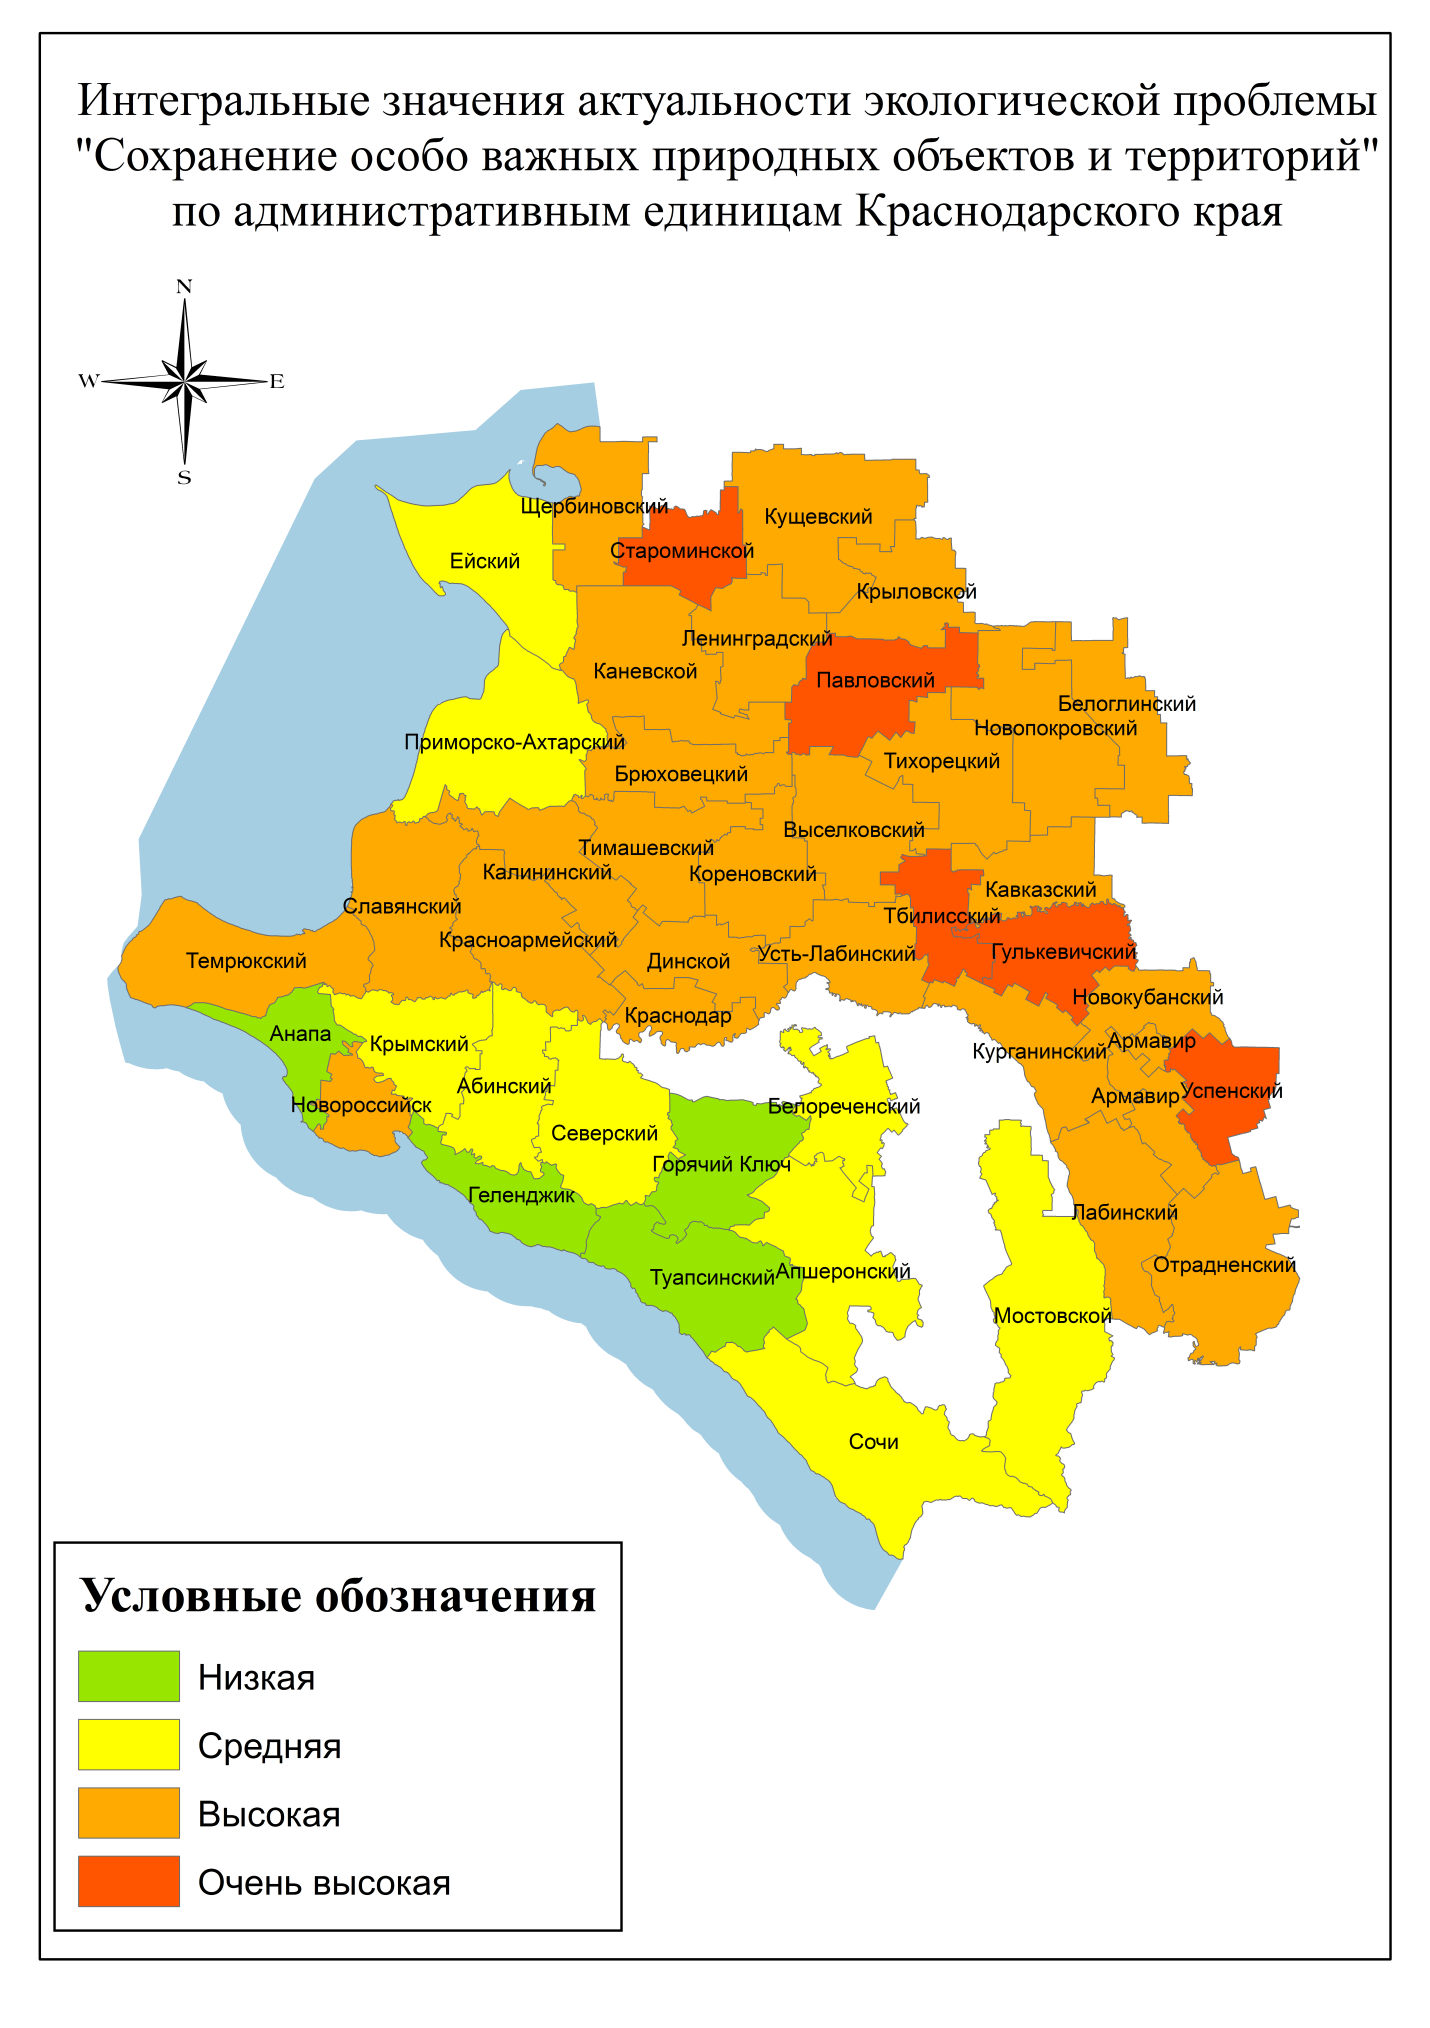 Интегральные значения актуальности экологической проблемы
"Сохранение особо важных природных объектов и территорий"
по административным единицам Краснодарского края
N
W
E
S
Щербиновский
Кущевский
Староминской
Ейский
Крыловской
Ленинградский
Каневской
Павловский
Белоглинский
Новопокровский
Приморско-Ахтарский
Тихорецкий
Брюховецкий
Выселковский
Тимашевский
Калининский
Кореновский
Кавказский
Славянский
Тбилисский
Красноармейский
Гулькевичский
Усть-Лабинский
Динской
Темрюкский
Новокубанский
Краснодар
Анапа
Крымский
Армавир
Курганинский
Абинский
Успенский
Армавир
Новороссийск
Белореченский
Северский
Горячий Ключ
Геленджик
Лабинский
Отрадненский
Апшеронский
Туапсинский
Мостовской
Сочи
Условные обозначения
Низкая
Средняя
Высокая
Очень высокая